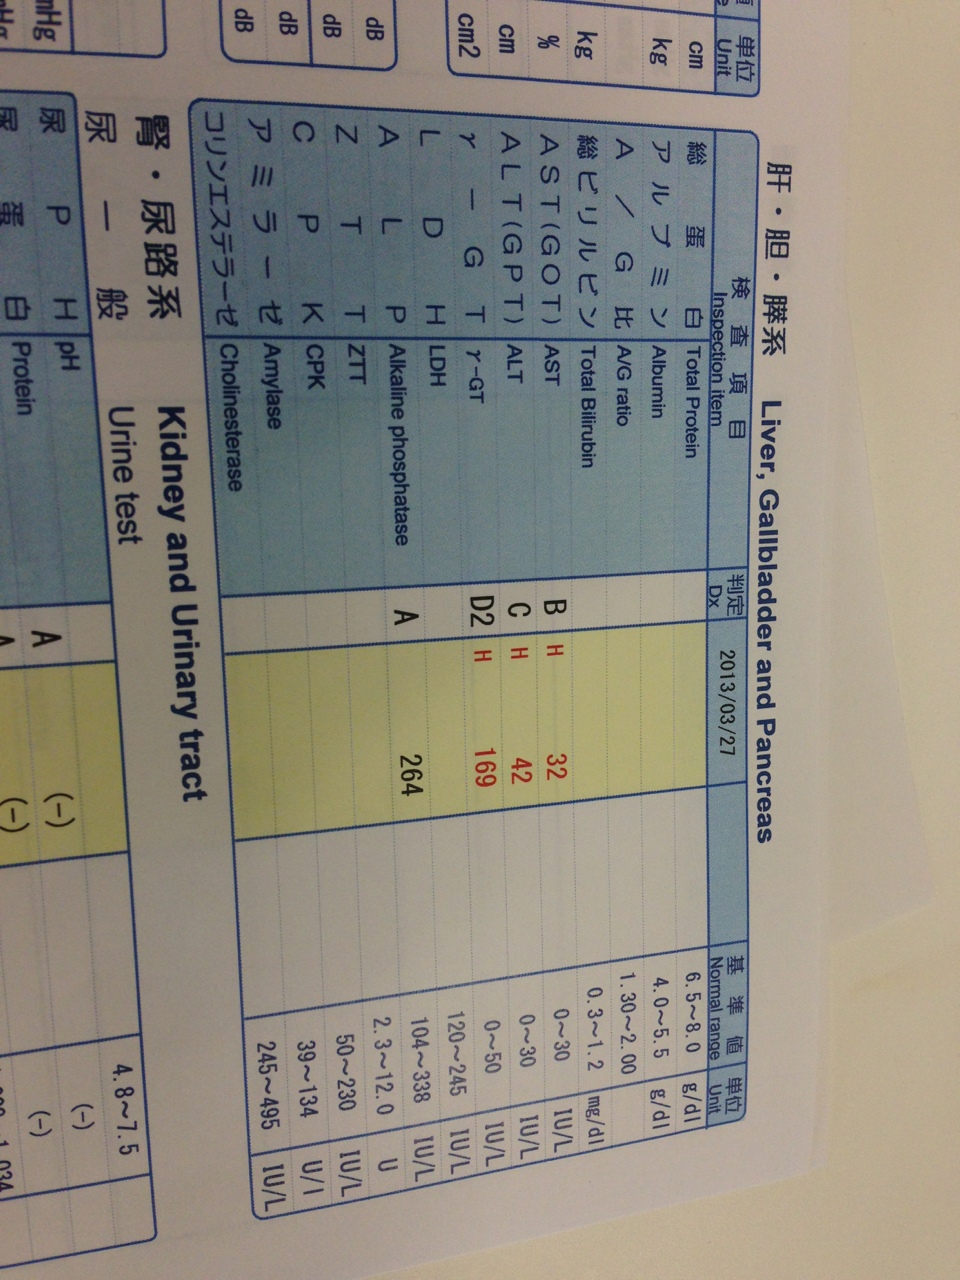 単位
Unit
cm
kg
kg
%
cm
cm2
dB
dB
dB
dB
mmHg
肝・胆・膵系 Liver, Gallbladder and Pancreas
検査項目 判定 2013/03/27 基準値 単位
Inspection item Dx Normal range Unit
総蛋白 Total Protein 6.5～8.0 g/dl
アルブミン Albumin 4.0～5.5 g/dl
A／G比 A/G ratio 1.30～2.00
総ビリルビン Total Bilirubin 0.3～1.2 mg/dl
AST(GOT) AST B H 32 0～30 IU/L
ALT(GPT) ALT C H 42 0～30 IU/L
γ－GT γ-GT D2 H 169 0～50 IU/L
LDH LDH 120～245 IU/L
ALP Alkaline phosphatase A 264 104～338 IU/L
ZTT ZTT 2.3～12.0 U
CPK CPK 50～230 IU/L
アミラーゼ Amylase 39～134 U/l
コリンエステラーゼ Cholinesterase 245～495 IU/L
腎・尿路系 Kidney and Urinary tract
尿一般 Urine test
尿PH pH A 4.8～7.5
尿蛋白 Protein A (-) (-)
(-) (-)